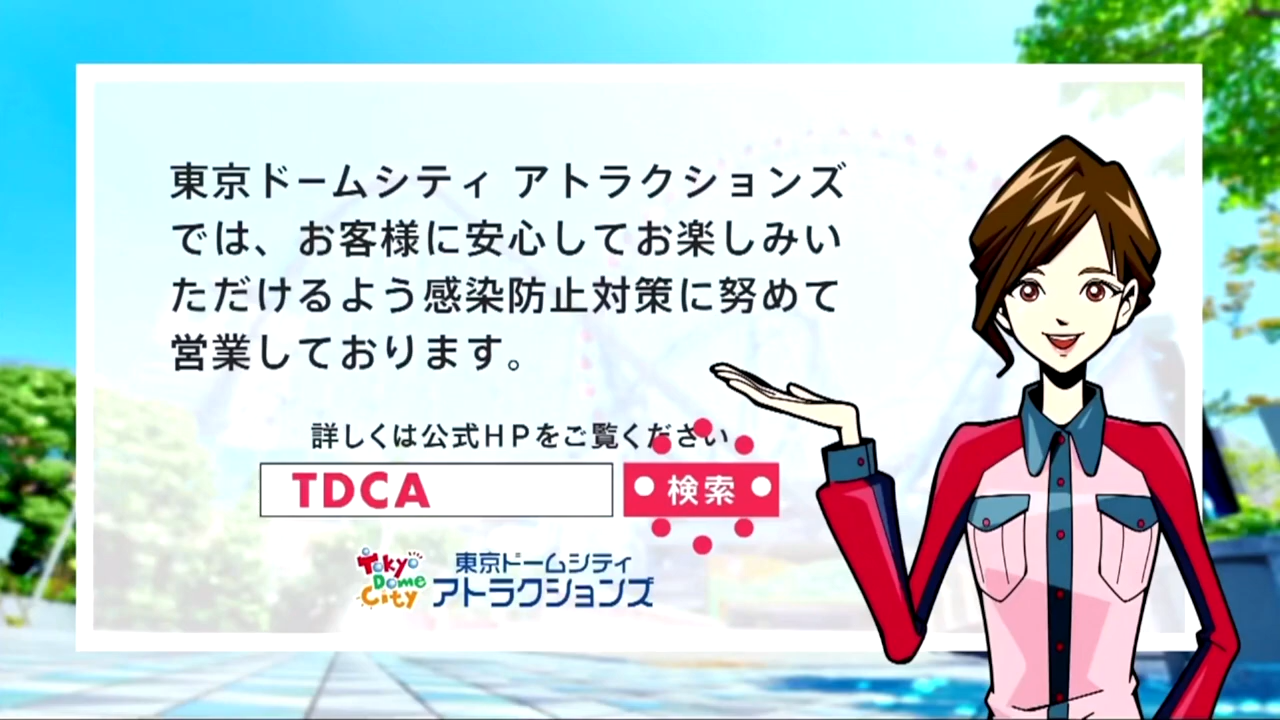 東京ドームシティ アトラクションズ
では、お客様に安心してお楽しみい
ただけるよう感染防止対策に努めて
営業しております。
詳しくは公式HPをご覧ください
TDCA 検索
Tokyo
Dome
City
東京ドームシティ
アトラクションズ